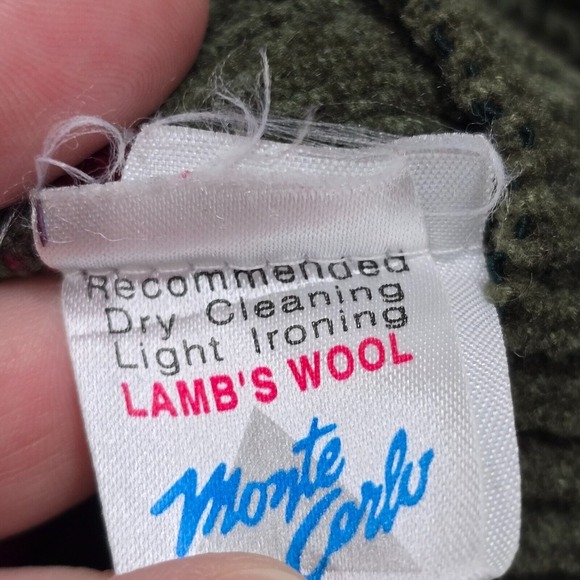 Recommended
Dry Cleaning
Light Ironing
LAMB'S WOOL
Monte
Carlo